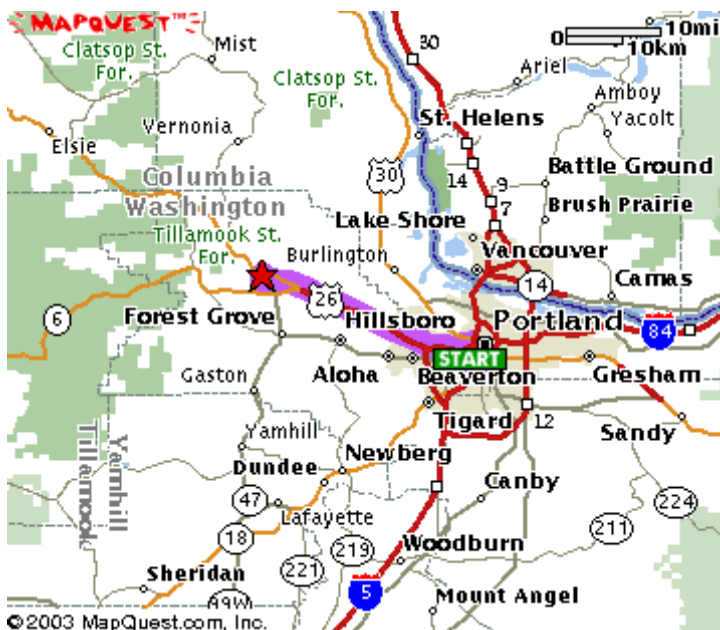 MAPQUEST™
0 10mi
10km
30
Mist
Clatsop St.
For.
Clatsop St.
For.
Ariel
Amboy
Yacolt
St. Helens
Vernonia
Elsie
30
14
9
7
Battle Ground
Brush Prairie
Columbia
Washington
Tillamook St.
For.
Lake Shore
Burlington
Vancouver
14
Camas
26
6
Forest Grove
Hillsboro
Portland
84
START
Aloha
Beaverton
Gresham
Gaston
Tigard
12
Sandy
Yamhill
Tillamook
Yamhill
Dundee
Newberg
Canby
47
Lafayette
224
211
18
219
Woodburn
221
Sheridan
5
Mount Angel
99W
©2003 MapQuest.com, Inc.